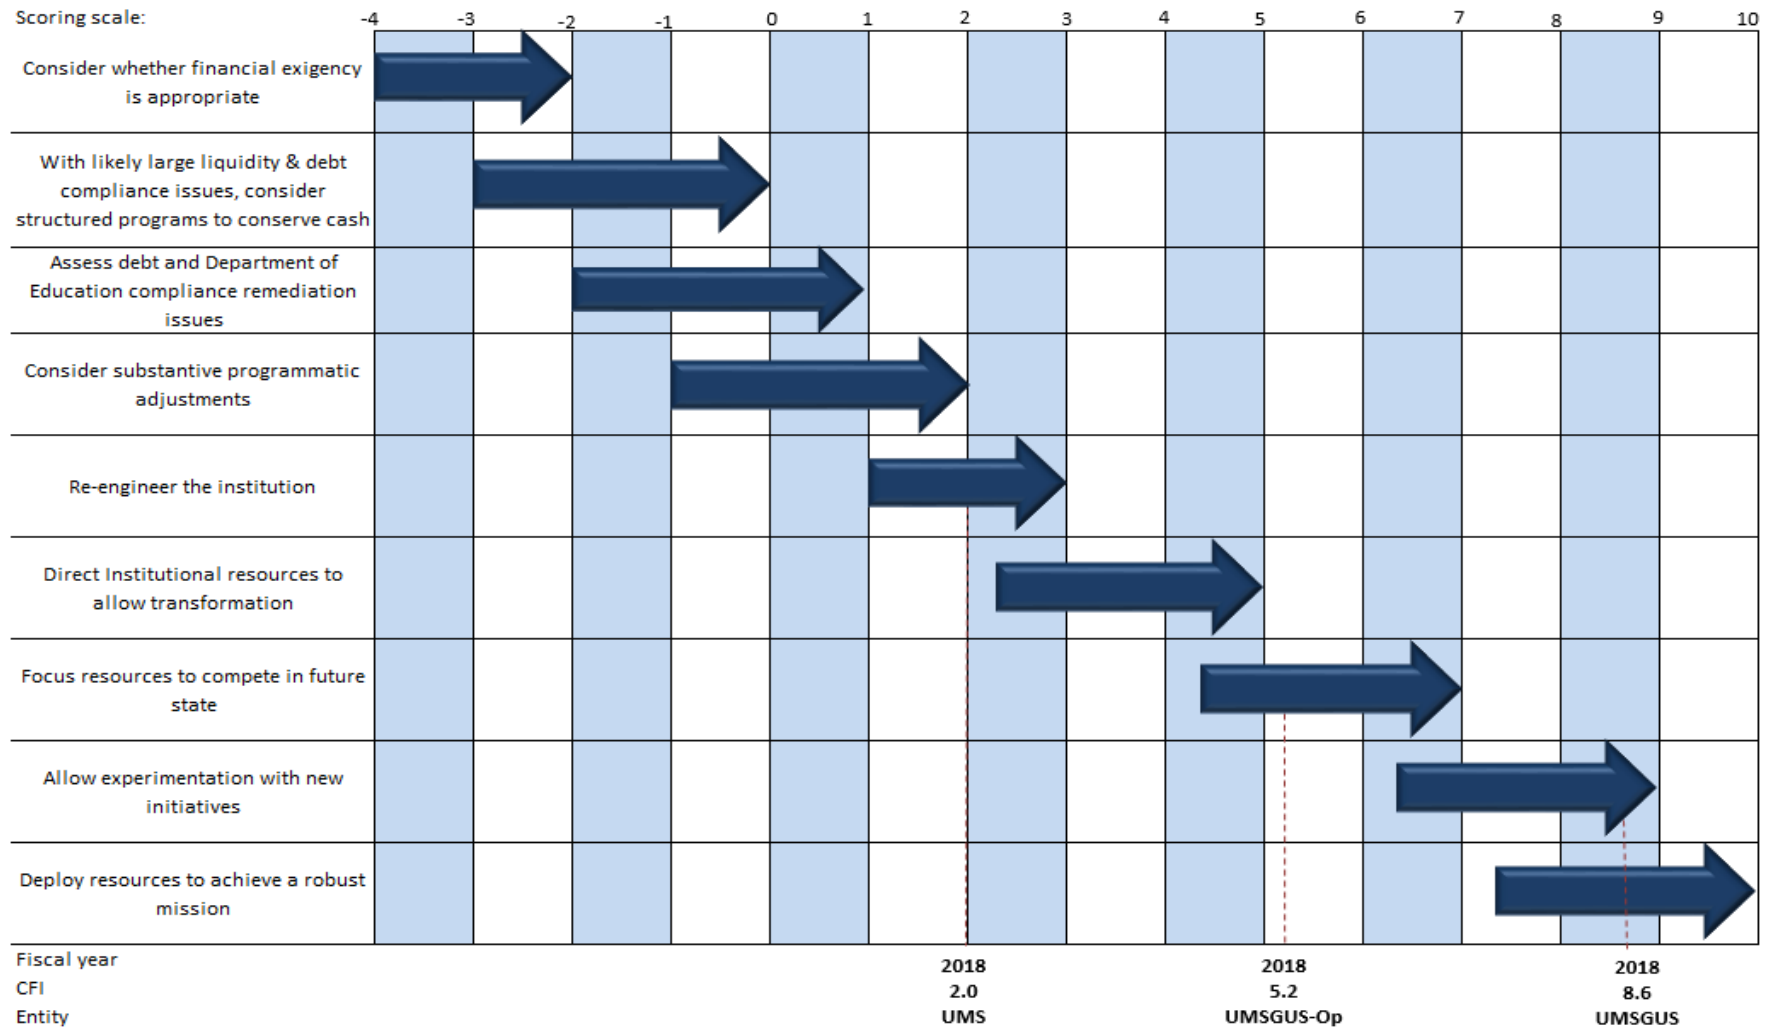 Scoring scale: -4 -3 -2 -1 0 1 2 3 4 5 6 7 8 9 10
Consider whether financial exigency
is appropriate
With likely large liquidity & debt
compliance issues, consider
structured programs to conserve cash
Assess debt and Department of
Education compliance remediation
issues
Consider substantive programmatic
adjustments
Re-engineer the institution
Direct Institutional resources to
allow transformation
Focus resources to compete in future
state
Allow experimentation with new
initiatives
Deploy resources to achieve a robust
mission
Fiscal year 2018 2018 2018
CFI 2.0 5.2 8.6
Entity UMS UMSGUS-Op UMSGUS